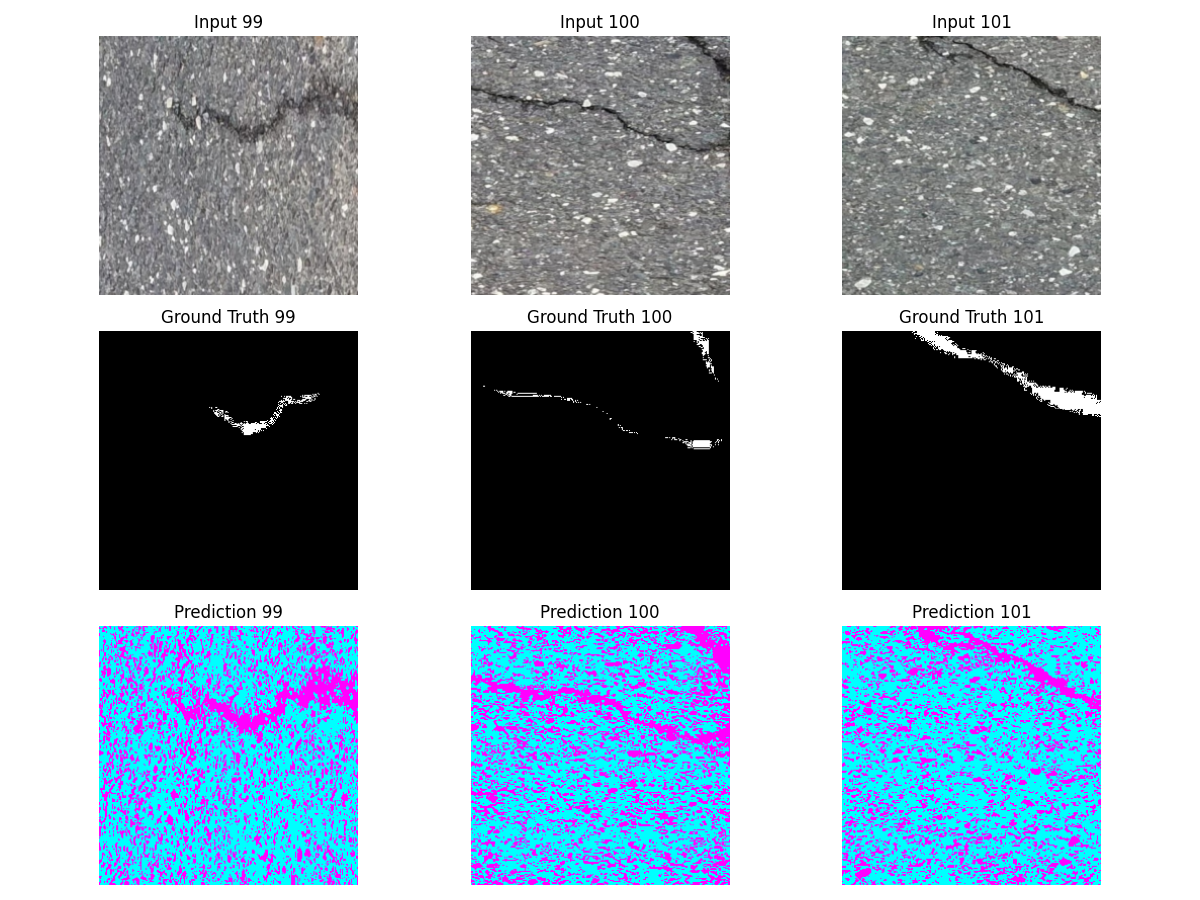 Input 99
Input 100
Input 101
Ground Truth 99
Ground Truth 100
Ground Truth 101
Prediction 99
Prediction 100
Prediction 101